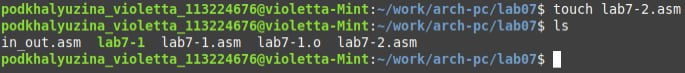 podkhalyuzina_violetta_113224676@violetta-Mint:~/work/arch-pc/lab07$ touch lab7-2.asm
podkhalyuzina_violetta_113224676@violetta-Mint:~/work/arch-pc/lab07$ ls
in_out.asm  lab7-1  lab7-1.asm  lab7-1.o  lab7-2.asm
podkhalyuzina_violetta_113224676@violetta-Mint:~/work/arch-pc/lab07$